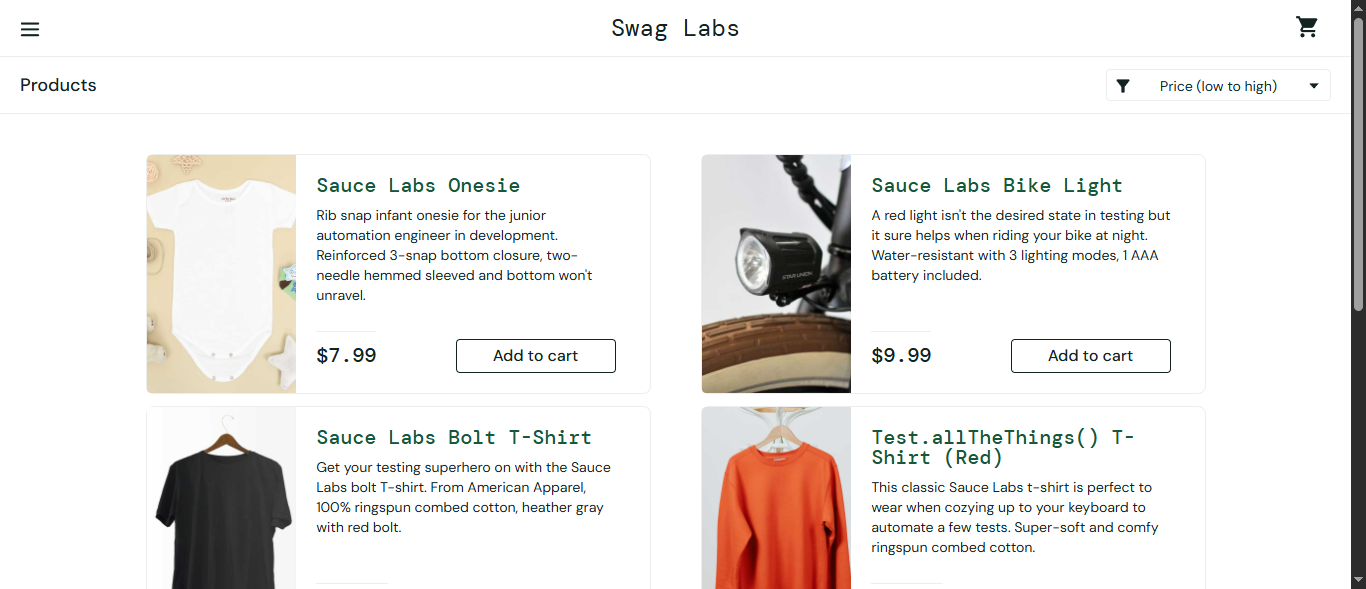 Swag Labs
Products
Price (low to high)
Sauce Labs Onesie
Rib snap infant onesie for the junior
automation engineer in development.
Reinforced 3-snap bottom closure, two-
needle hemmed sleeved and bottom won't
unravel.
$7.99
Add to cart
Sauce Labs Bike Light
A red light isn't the desired state in testing but
it sure helps when riding your bike at night.
Water-resistant with 3 lighting modes, 1 AAA
battery included.
$9.99
Add to cart
Sauce Labs Bolt T-Shirt
Get your testing superhero on with the Sauce
Labs bolt T-shirt. From American Apparel,
100% ringspun combed cotton, heather gray
with red bolt.
Test.allTheThings() T-
Shirt (Red)
This classic Sauce Labs t-shirt is perfect to
wear when cozying up to your keyboard to
automate a few tests. Super-soft and comfy
ringspun combed cotton.